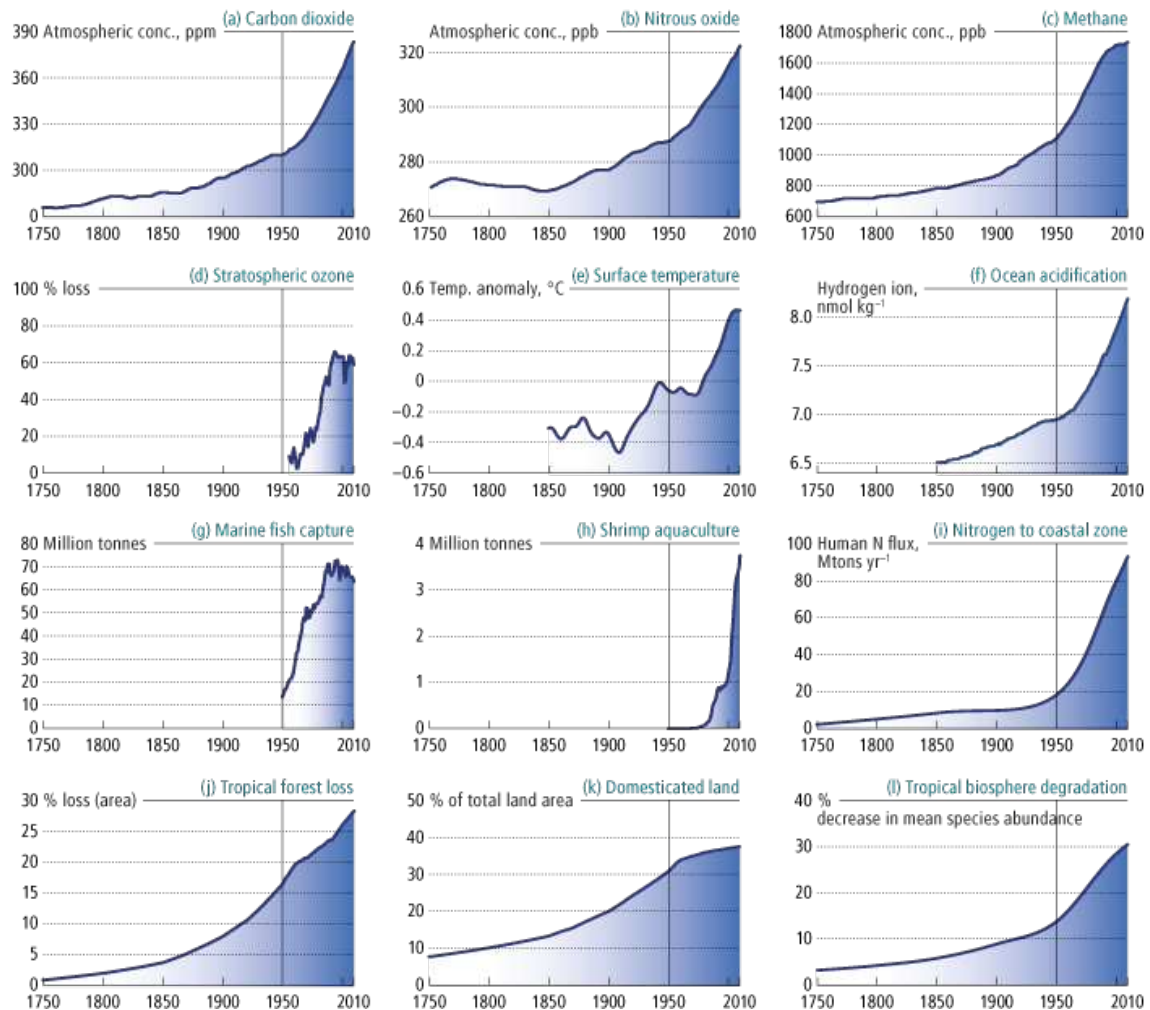 (a) Carbon dioxide
390 Atmospheric conc., ppm
360
330
300
0
1750 1800 1850 1900 1950 2010
(b) Nitrous oxide
Atmospheric conc., ppb
320
300
280
260
1750 1800 1850 1900 1950 2010
(c) Methane
1800 Atmospheric conc., ppb
1600
1400
1200
1000
800
600
1750 1800 1850 1900 1950 2010
(d) Stratospheric ozone
100 % loss
80
60
40
20
0
1750 1800 1850 1900 1950 2010
(e) Surface temperature
0.6 Temp. anomaly, °C
0.4
0.2
0
−0.2
−0.4
−0.6
1750 1800 1850 1900 1950 2010
(f) Ocean acidification
Hydrogen ion,
8.0 nmol kg⁻¹
7.5
7.0
6.5
1750 1800 1850 1900 1950 2010
(g) Marine fish capture
80 Million tonnes
70
60
50
40
30
20
10
0
1750 1800 1850 1900 1950 2010
(h) Shrimp aquaculture
4 Million tonnes
3
2
1
0
1750 1800 1850 1900 1950 2010
(i) Nitrogen to coastal zone
100 Human N flux,
Mtons yr⁻¹
80
60
40
20
0
1750 1800 1850 1900 1950 2010
(j) Tropical forest loss
30 % loss (area)
25
20
15
10
5
0
1750 1800 1850 1900 1950 2010
(k) Domesticated land
50 % of total land area
40
30
20
10
0
1750 1800 1850 1900 1950 2010
(l) Tropical biosphere degradation
40 %
decrease in mean species abundance
30
20
10
0
1750 1800 1850 1900 1950 2010